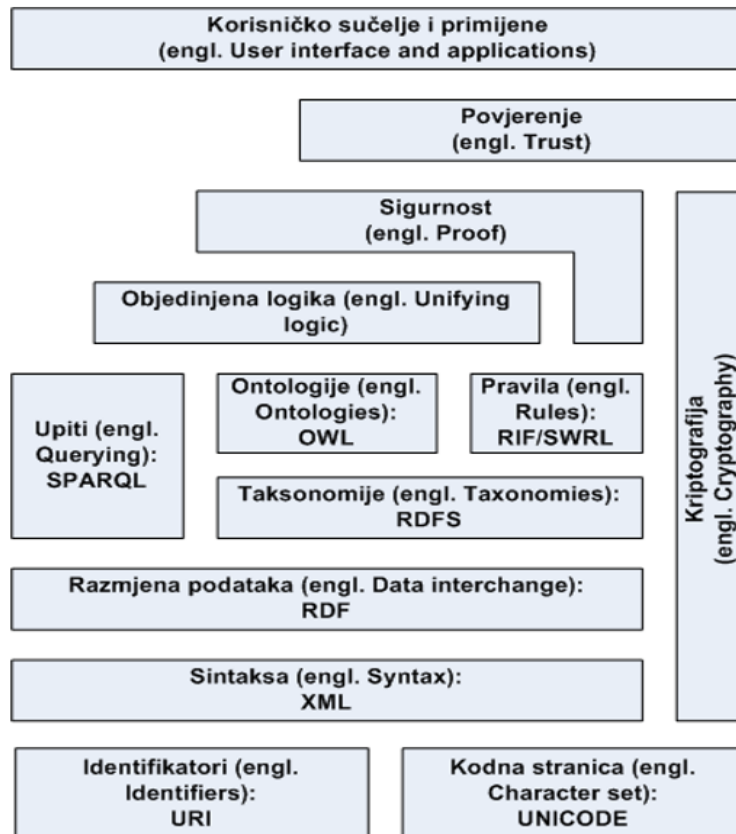 Korisničko sučelje i primijene
(engl. User interface and applications)
Povjerenje
(engl. Trust)
Sigurnost
(engl. Proof)
Objedinjena logika (engl. Unifying
logic)
Upiti (engl.
Querying):
SPARQL
Ontologije (engl.
Ontologies):
OWL
Pravila (engl.
Rules):
RIF/SWRL
Taksonomije (engl. Taxonomies):
RDFS
Kriptografija
(engl. Cryptography)
Razmjena podataka (engl. Data interchange):
RDF
Sintaksa (engl. Syntax):
XML
Identifikatori (engl.
Identifiers):
URI
Kodna stranica (engl.
Character set):
UNICODE